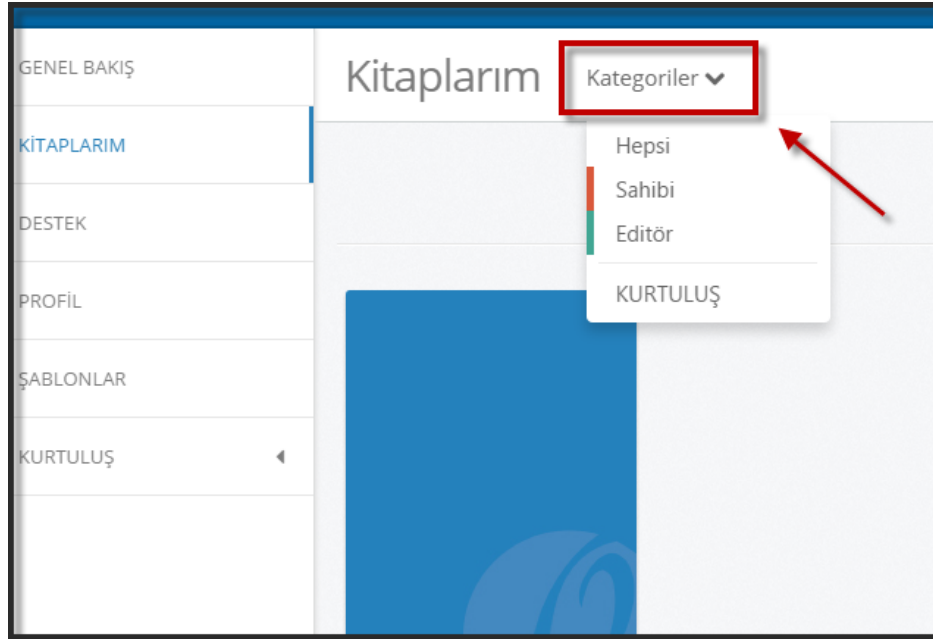 GENEL BAKIŞ
KİTAPLARIM
DESTEK
PROFİL
ŞABLONLAR
KURTULUŞ
Kitaplarım
Kategoriler
Hepsi
Sahibi
Editör
KURTULUŞ